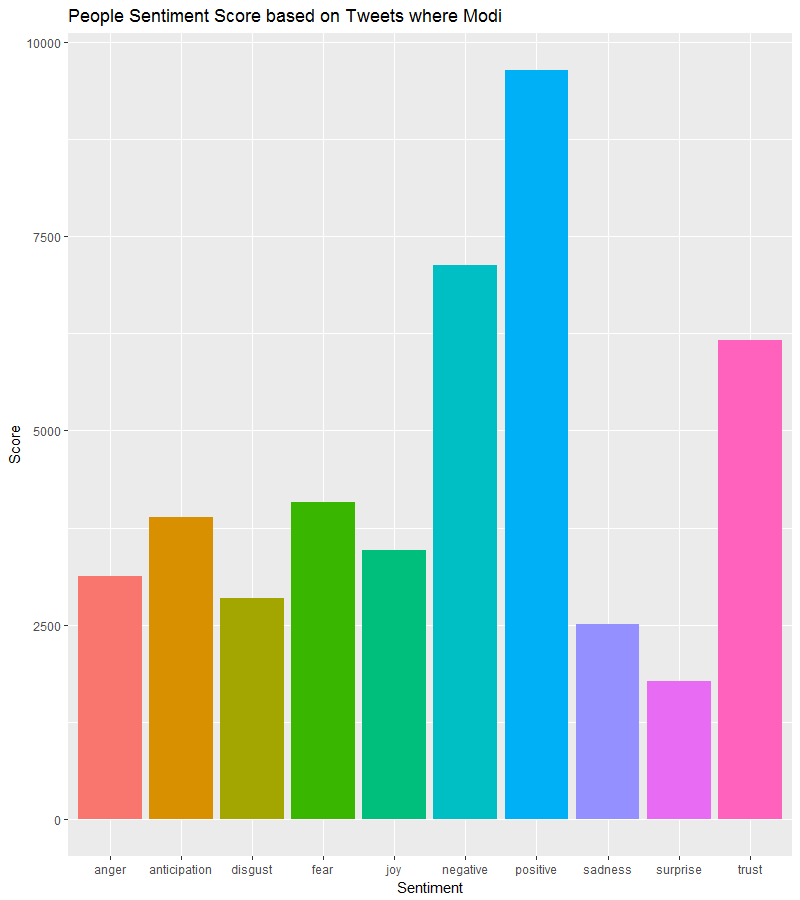 People Sentiment Score based on Tweets where Modi
10000
7500
5000
2500
0
Score
anger anticipation disgust fear joy negative positive sadness surprise trust
Sentiment